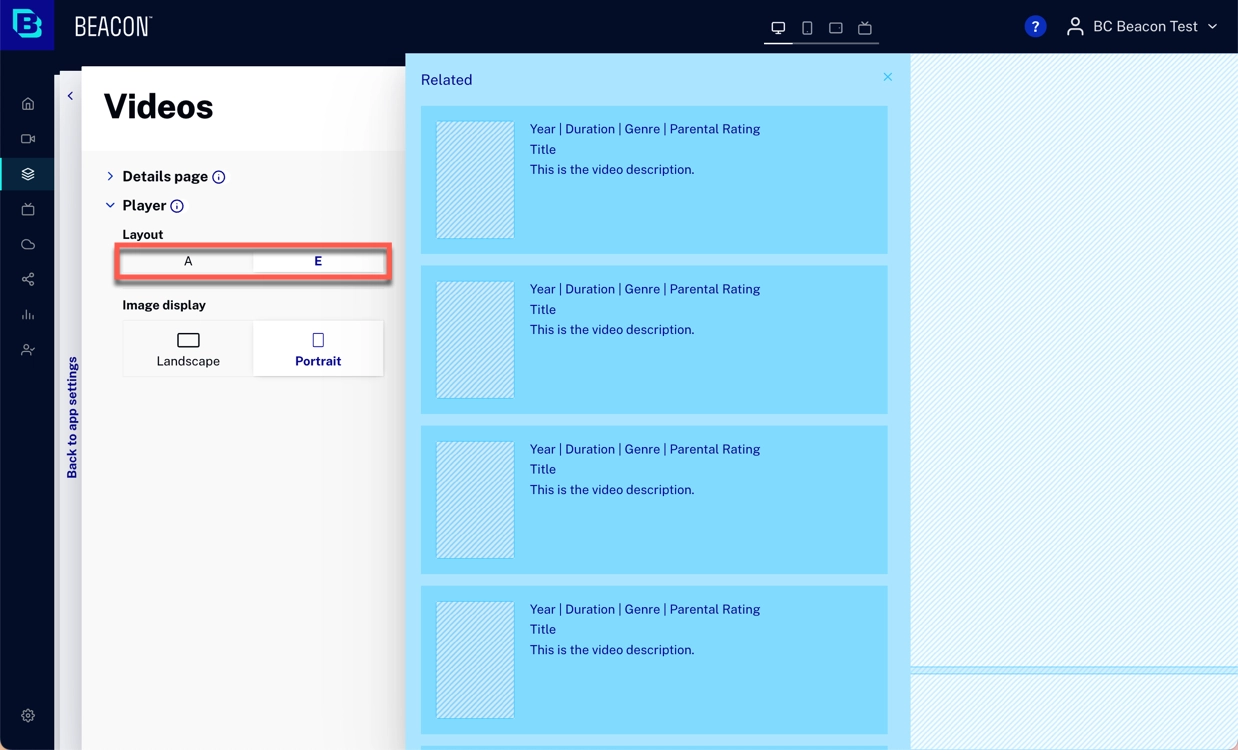 BEACON
? BC Beacon Test
Videos
Details page
Player
Layout
A E
Image display
Landscape Portrait
Back to app settings
Related
Year | Duration | Genre | Parental Rating
Title
This is the video description.
Year | Duration | Genre | Parental Rating
Title
This is the video description.
Year | Duration | Genre | Parental Rating
Title
This is the video description.
Year | Duration | Genre | Parental Rating
Title
This is the video description.